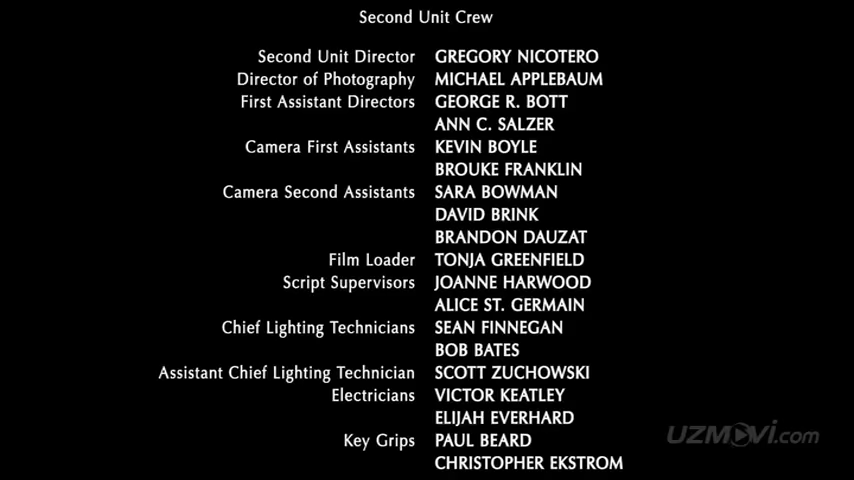 Second Unit Crew
Second Unit Director GREGORY NICOTERO
Director of Photography MICHAEL APPLEBAUM
First Assistant Directors GEORGE R. BOTT
ANN C. SALZER
Camera First Assistants KEVIN BOYLE
BROUKE FRANKLIN
Camera Second Assistants SARA BOWMAN
DAVID BRINK
BRANDON DAUZAT
Film Loader TONJA GREENFIELD
Script Supervisors JOANNE HARWOOD
ALICE ST. GERMAIN
Chief Lighting Technicians SEAN FINNEGAN
BOB BATES
Assistant Chief Lighting Technician SCOTT ZUCHOWSKI
Electricians VICTOR KEATLEY
ELIJAH EVERHARD
Key Grips PAUL BEARD
CHRISTOPHER EKSTROM
UZMOVi.com